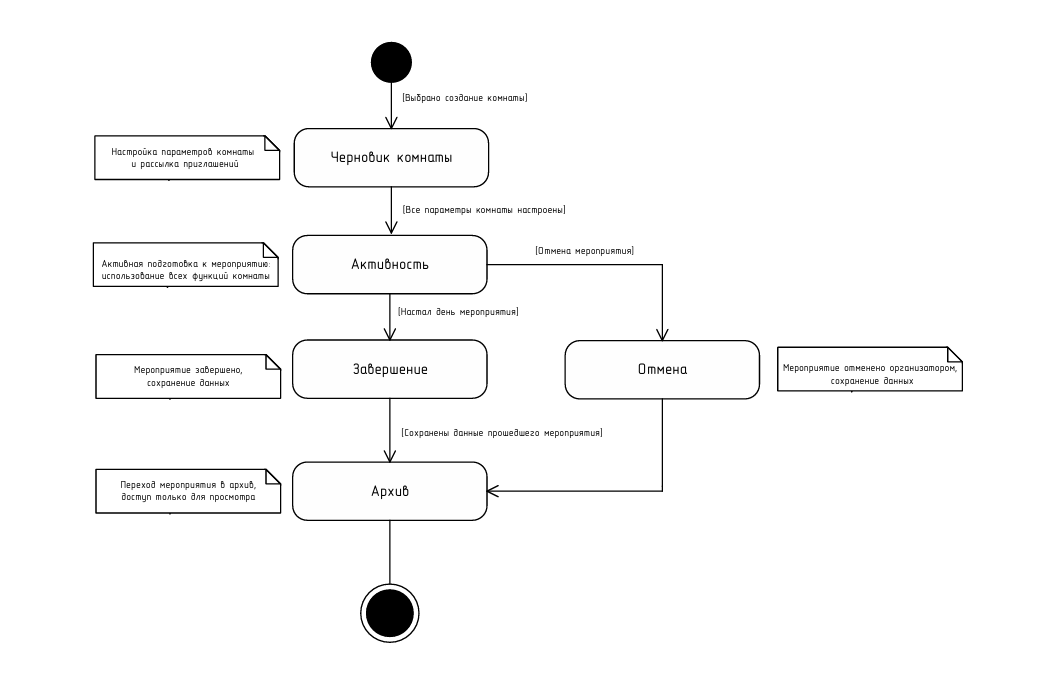 [Выбрано создание комнаты]
Настройка параметров комнаты
и рассылка приглашений
Черновик комнаты
[Все параметры комнаты настроены]
Активная подготовка к мероприятию:
использование всех функций комнаты
Активность
[Отмена мероприятия]
[Настал день мероприятия]
Мероприятие завершено,
сохранение данных
Завершение
Отмена
Мероприятие отменено организатором,
сохранение данных
[Сохранены данные прошедшего мероприятия]
Переход мероприятия в архив,
доступ только для просмотра
Архив